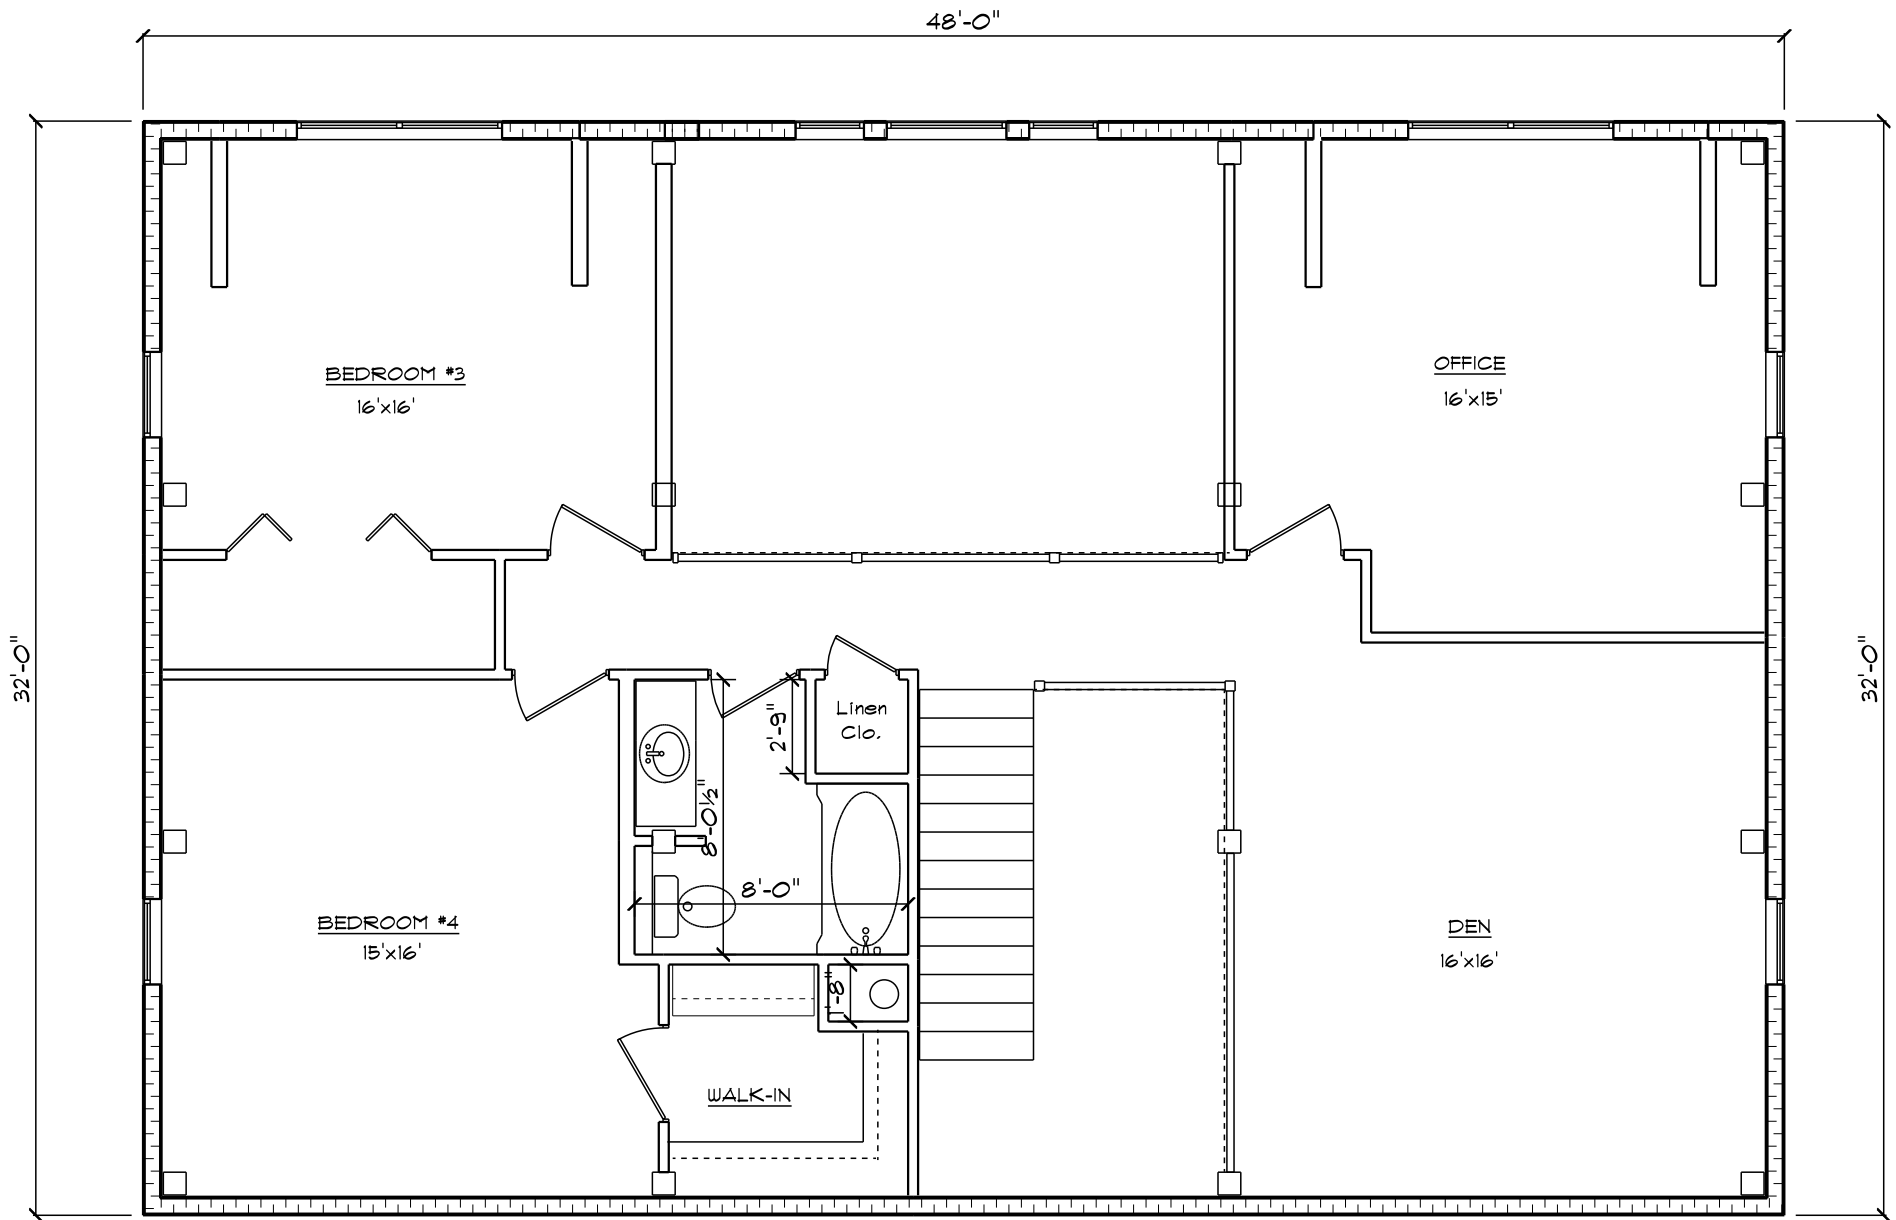 48'-0"
32'-0"
32'-0"
BEDROOM #3
16'x16'
OFFICE
16'x15'
Linen
Clo.
2'-9"
8'-0½"
8'-0"
BEDROOM #4
15'x16'
DEN
16'x16'
1'-8"
WALK-IN